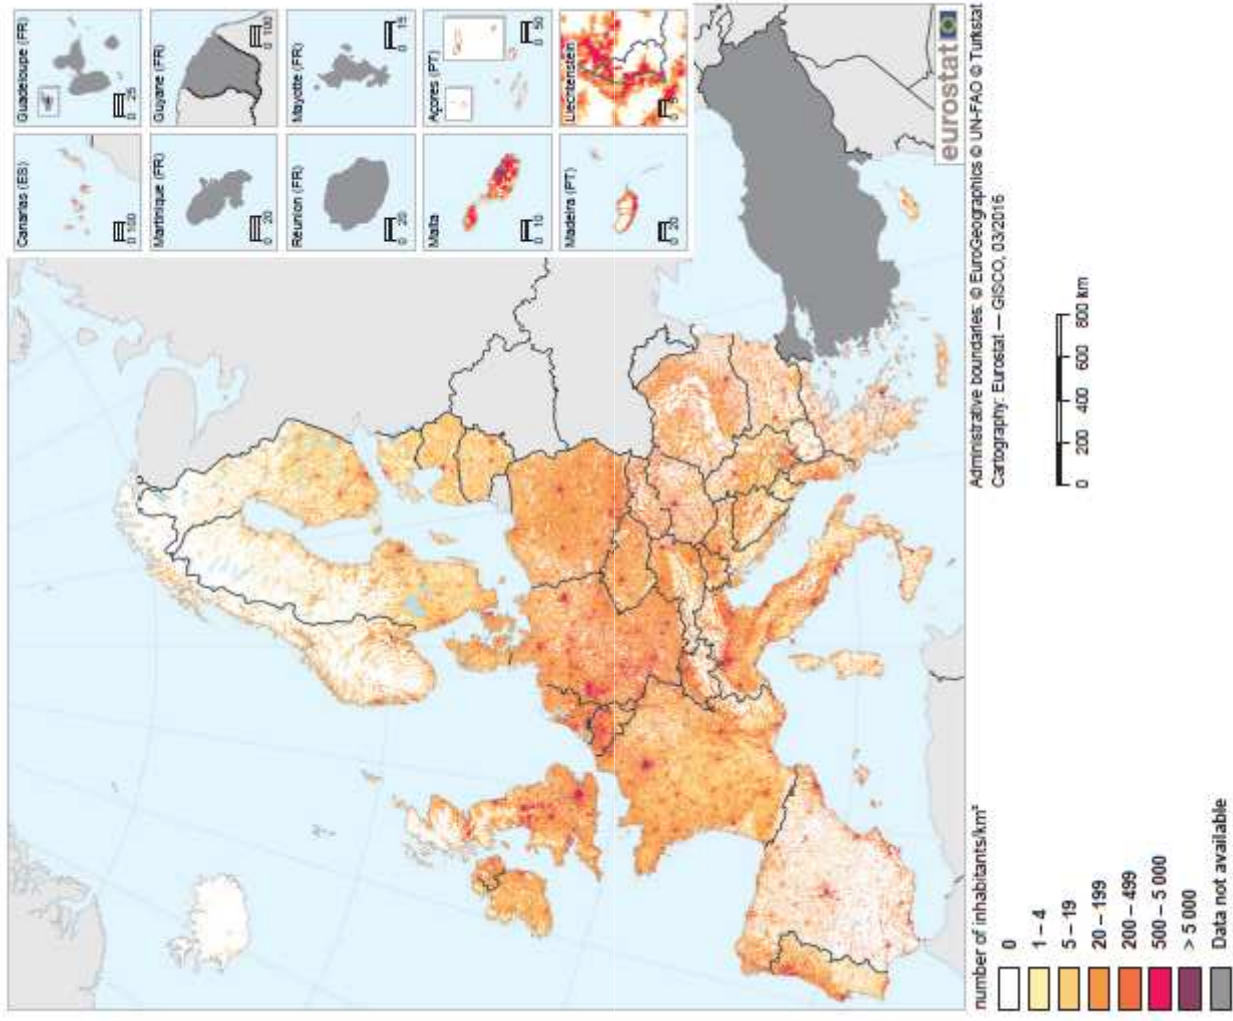 Canarias (ES)
0 100
Guadeloupe (FR)
0 25
Martinique (FR)
0 20
Guyane (FR)
0 100
Réunion (FR)
0 20
Mayotte (FR)
0 15
Malta
0 10
Açores (PT)
0 50
Madeira (PT)
0 20
Liechtenstein
0 5
eurostat
number of inhabitants/km²
0
1 – 4
5 – 19
20 – 199
200 – 499
500 – 5 000
> 5 000
Data not available
Administrative boundaries: © EuroGeographics © UN-FAO © Turkstat
Cartography: Eurostat — GISCO, 03/2016
0 200 400 600 800 km